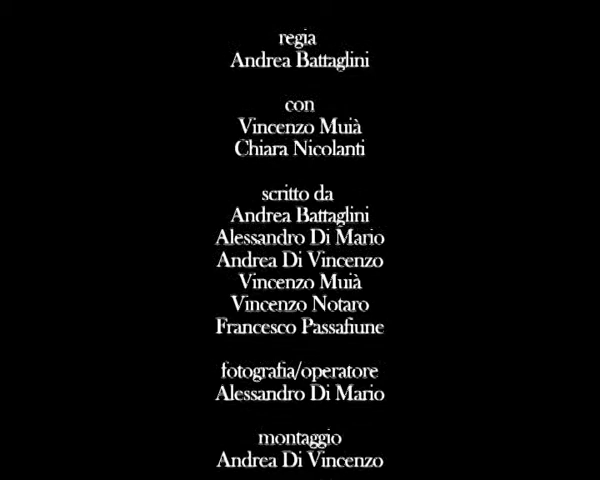 regia
Andrea Battaglini
con
Vincenzo Muià
Chiara Nicolanti
scritto da
Andrea Battaglini
Alessandro Di Mario
Andrea Di Vincenzo
Vincenzo Muià
Vincenzo Notaro
Francesco Passafiune
fotografia/operatore
Alessandro Di Mario
montaggio
Andrea Di Vincenzo